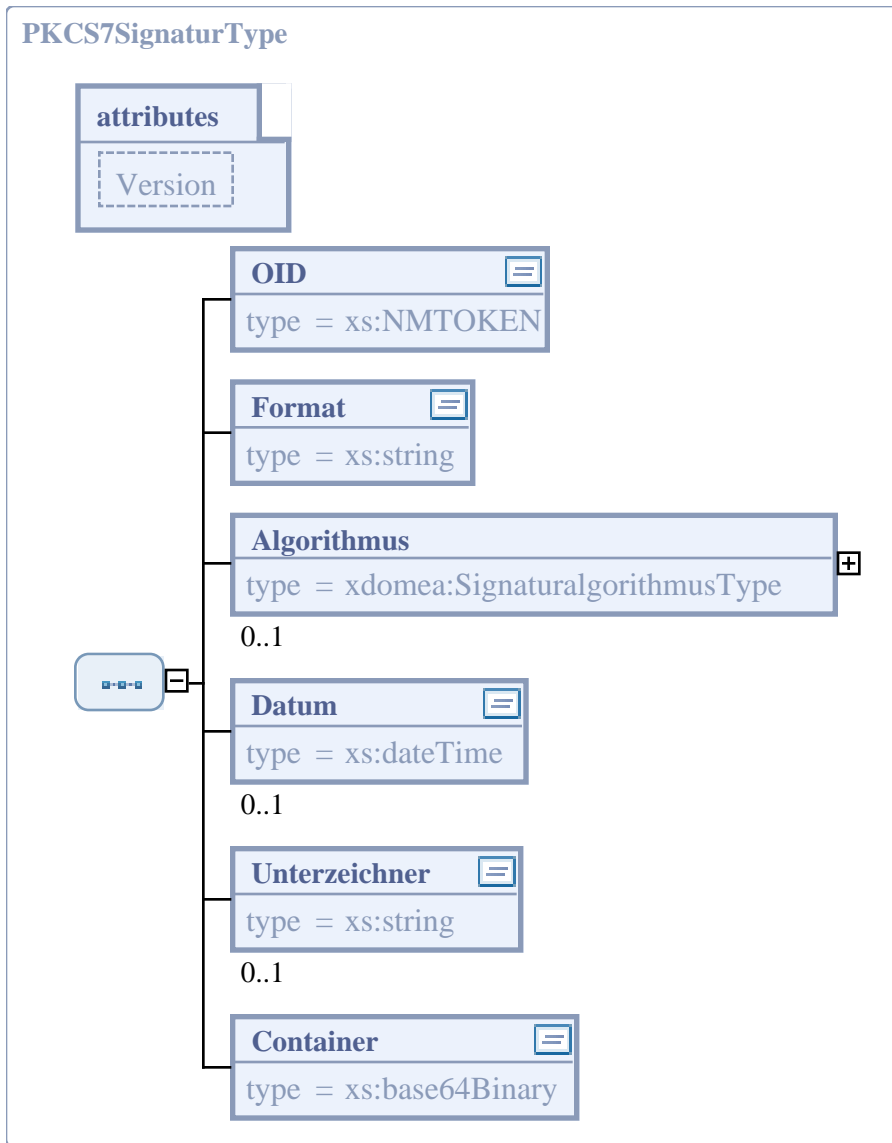 PKCS7SignaturType
attributes
Version
OID
type = xs:NMTOKEN
Format
type = xs:string
Algorithmus
type = xdomea:SignaturalgorithmusType
0..1
Datum
type = xs:dateTime
0..1
Unterzeichner
type = xs:string
0..1
Container
type = xs:base64Binary